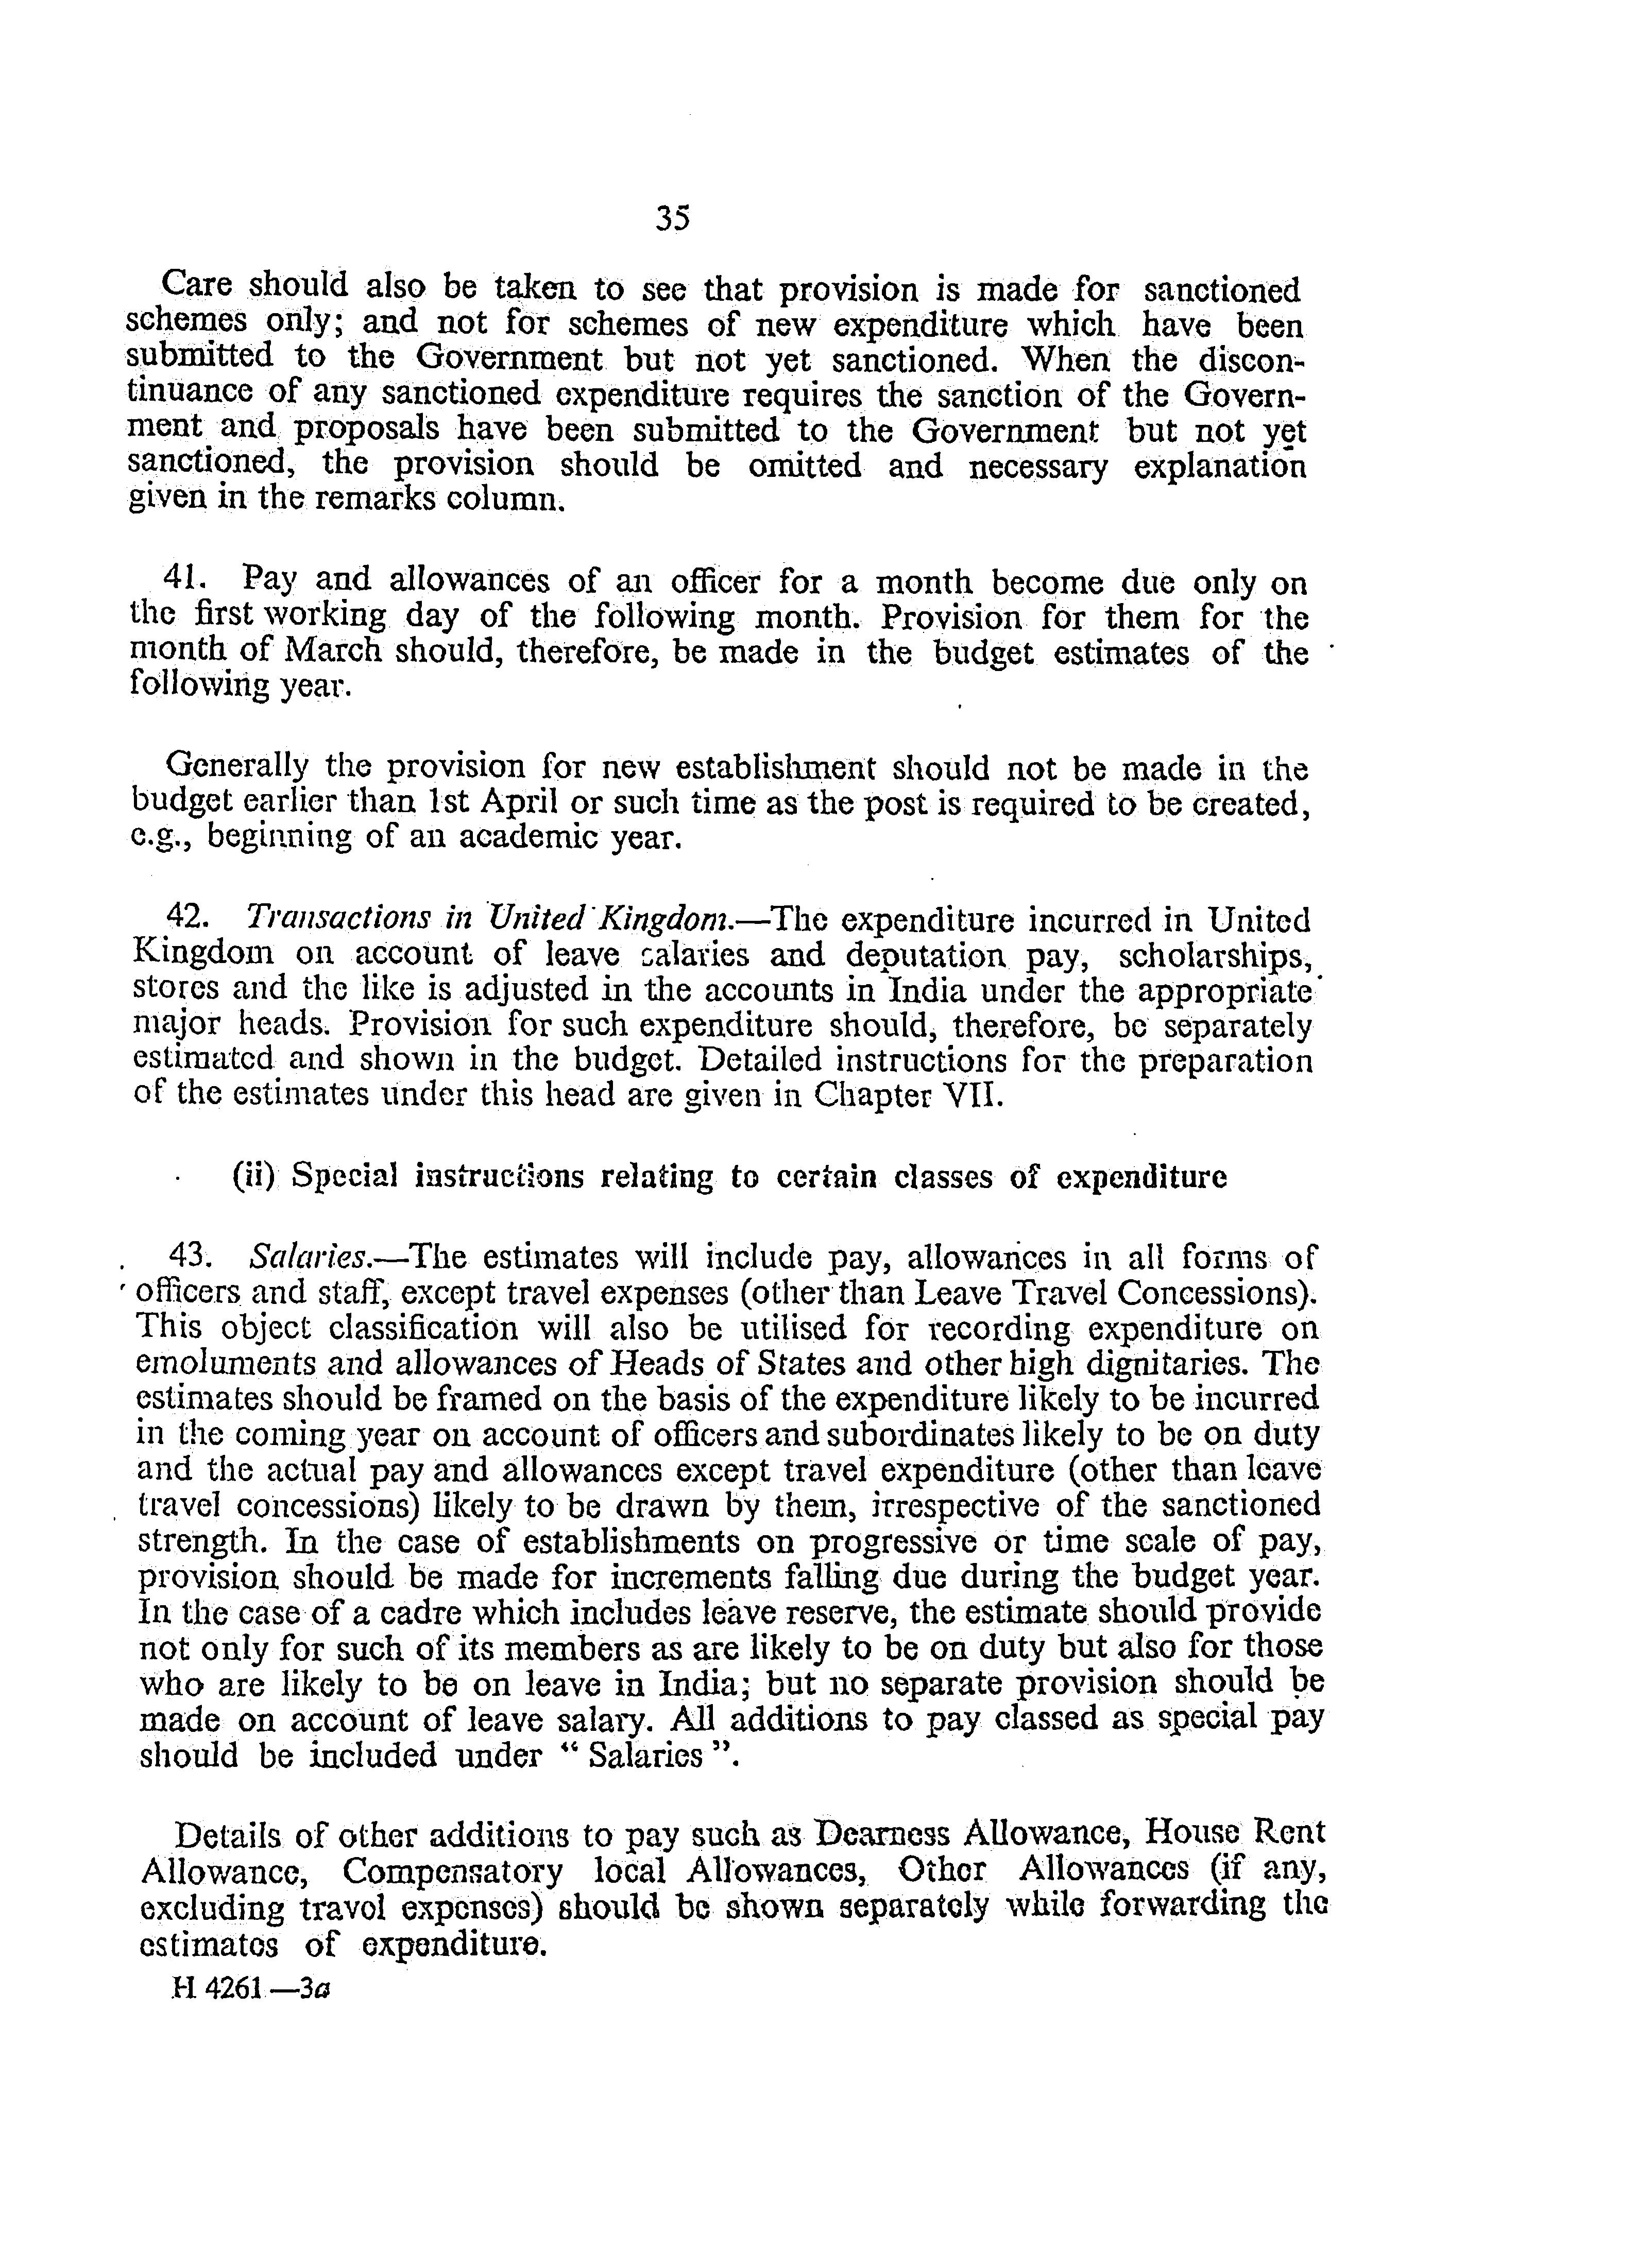 35
Care should also be taken to see that provision is made for sanctioned
schemes only; and not for schemes of new expenditure which have been
submitted to the Government but not yet sanctioned. When the discon-
tinuance of any sanctioned expenditure requires the sanction of the Govern-
ment and proposals have been submitted to the Government but not yet
sanctioned, the provision should be omitted and necessary explanation
given in the remarks column.
41. Pay and allowances of an officer for a month become due only on
the first working day of the following month. Provision for them for the
month of March should, therefore, be made in the budget estimates of the
following year.
Generally the provision for new establishment should not be made in the
budget earlier than 1st April or such time as the post is required to be created,
e.g., beginning of an academic year.
42. Transactions in United Kingdom.—The expenditure incurred in United
Kingdom on account of leave salaries and deputation pay, scholarships,
stores and the like is adjusted in the accounts in India under the appropriate
major heads. Provision for such expenditure should, therefore, be separately
estimated and shown in the budget. Detailed instructions for the preparation
of the estimates under this head are given in Chapter VII.
(ii) Special instructions relating to certain classes of expenditure
43. Salaries.—The estimates will include pay, allowances in all forms of
officers and staff, except travel expenses (other than Leave Travel Concessions).
This object classification will also be utilised for recording expenditure on
emoluments and allowances of Heads of States and other high dignitaries. The
estimates should be framed on the basis of the expenditure likely to be incurred
in the coming year on account of officers and subordinates likely to be on duty
and the actual pay and allowances except travel expenditure (other than leave
travel concessions) likely to be drawn by them, irrespective of the sanctioned
strength. In the case of establishments on progressive or time scale of pay,
provision should be made for increments falling due during the budget year.
In the case of a cadre which includes leave reserve, the estimate should provide
not only for such of its members as are likely to be on duty but also for those
who are likely to be on leave in India; but no separate provision should be
made on account of leave salary. All additions to pay classed as special pay
should be included under “ Salaries ”.
Details of other additions to pay such as Dearness Allowance, House Rent
Allowance, Compensatory local Allowances, Other Allowances (if any,
excluding travel expenses) should be shown separately while forwarding the
estimates of expenditure.
H 4261—3a